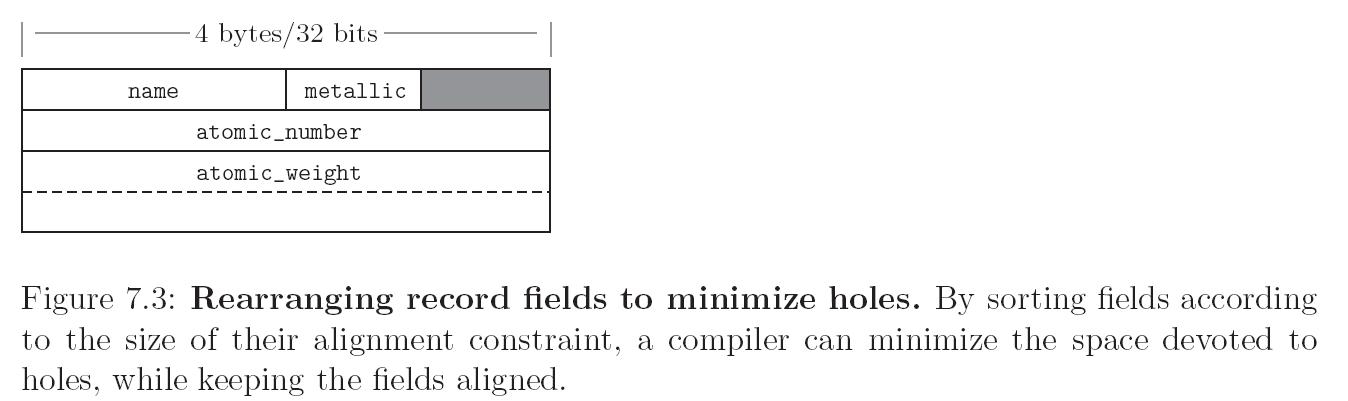 4 bytes/32 bits
name metallic
atomic_number
atomic_weight
Figure 7.3: Rearranging record fields to minimize holes. By sorting fields according
to the size of their alignment constraint, a compiler can minimize the space devoted to
holes, while keeping the fields aligned.